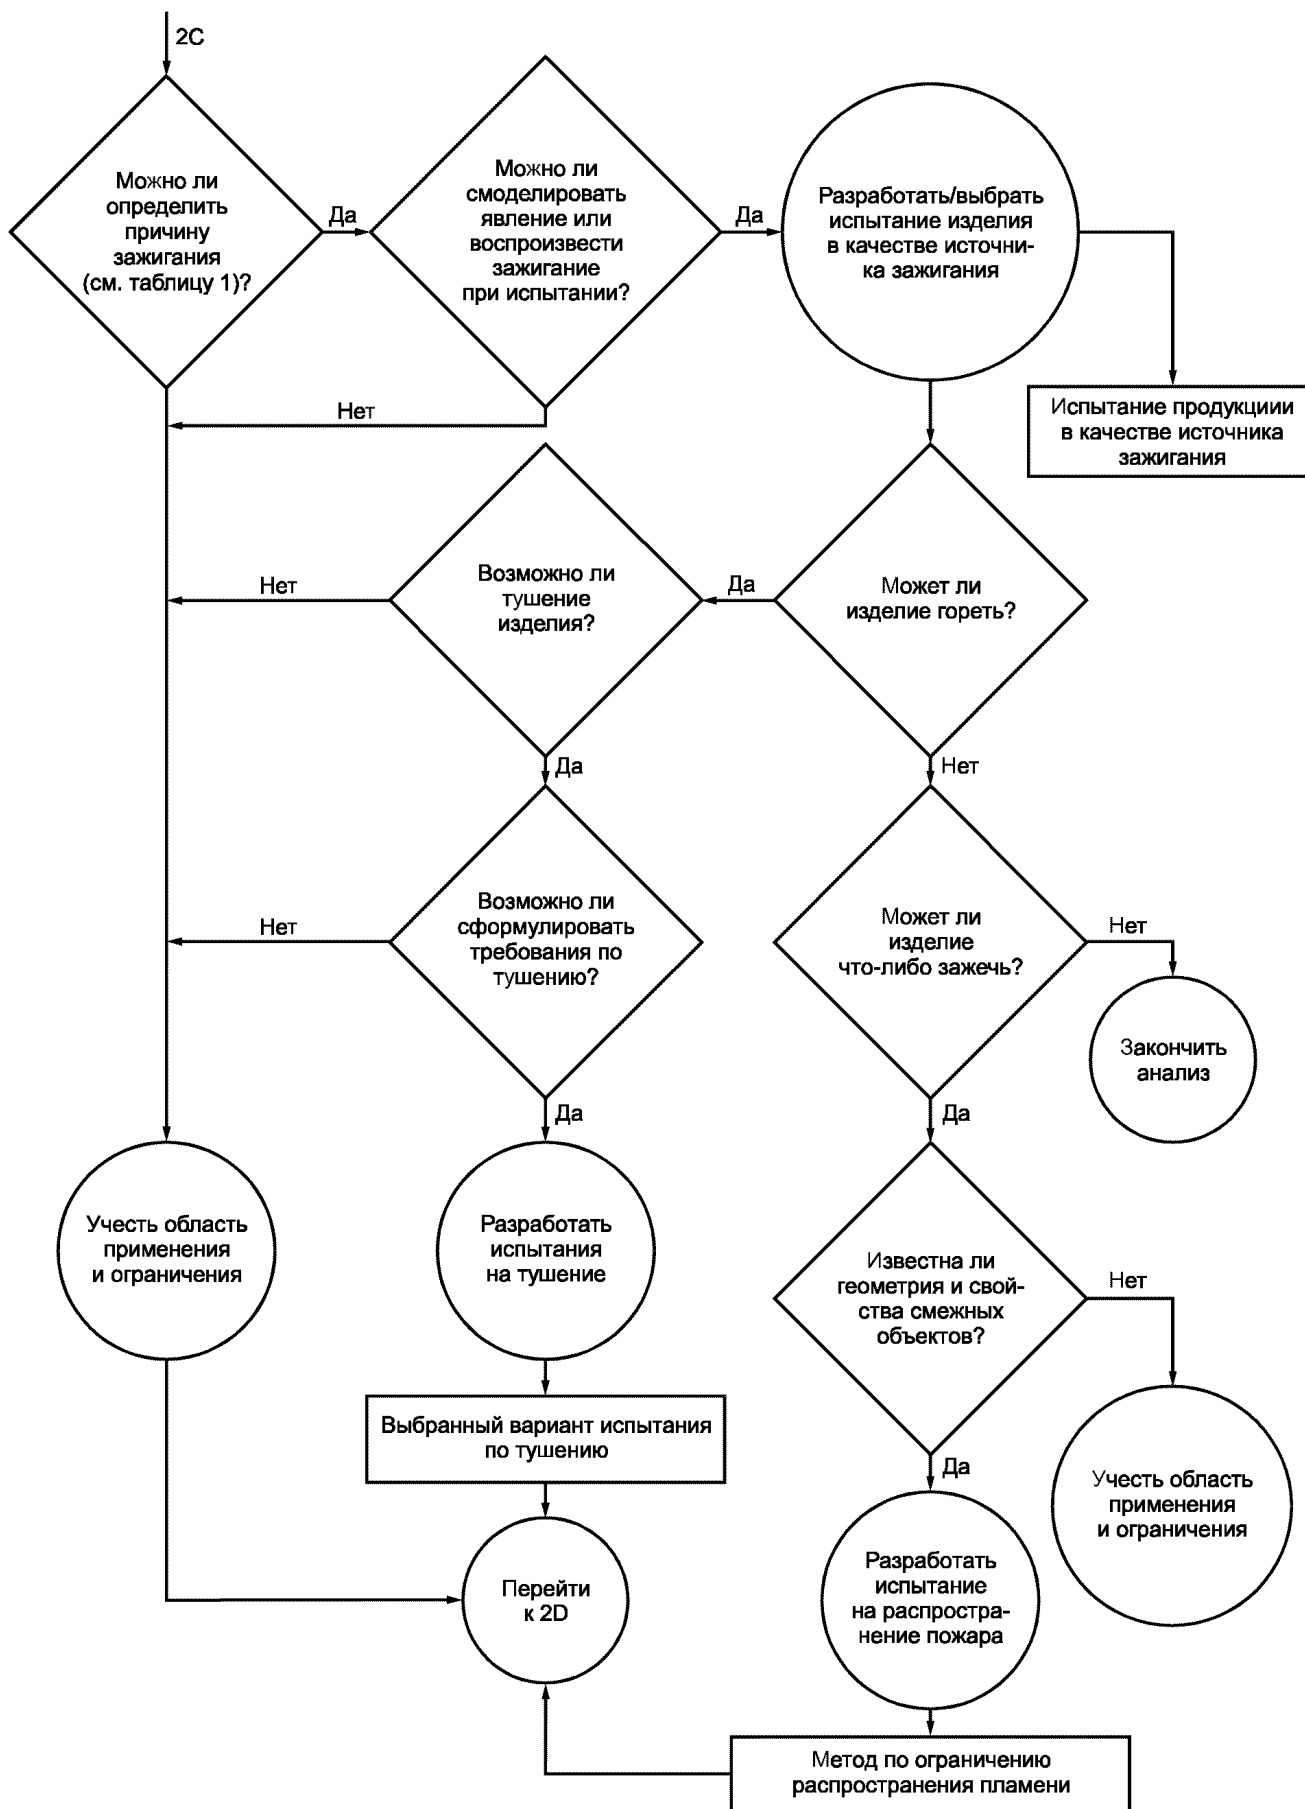 2C
Можно ли
определить
причину
зажигания
(см. таблицу 1)?
Да
Можно ли
смоделировать
явление или
воспроизвести
зажигание
при испытании?
Да
Разработать/выбрать
испытание изделия
в качестве источни-
ка зажигания
Нет
Испытание продукциии
в качестве источника
зажигания
Нет
Возможно ли
тушение
изделия?
Да
Может ли
изделие гореть?
Да
Нет
Нет
Возможно ли
сформулировать
требования по
тушению?
Может ли
изделие
что-либо зажечь?
Нет
Закончить
анализ
Да
Да
Учесть область
применения
и ограничения
Разработать
испытания
на тушение
Известна ли
геометрия и свой-
ства смежных
объектов?
Нет
Выбранный вариант испытания
по тушению
Да
Учесть область
применения
и ограничения
Перейти
к 2D
Разработать
испытание
на распростра-
нение пожара
Метод по ограничению
распространения пламени